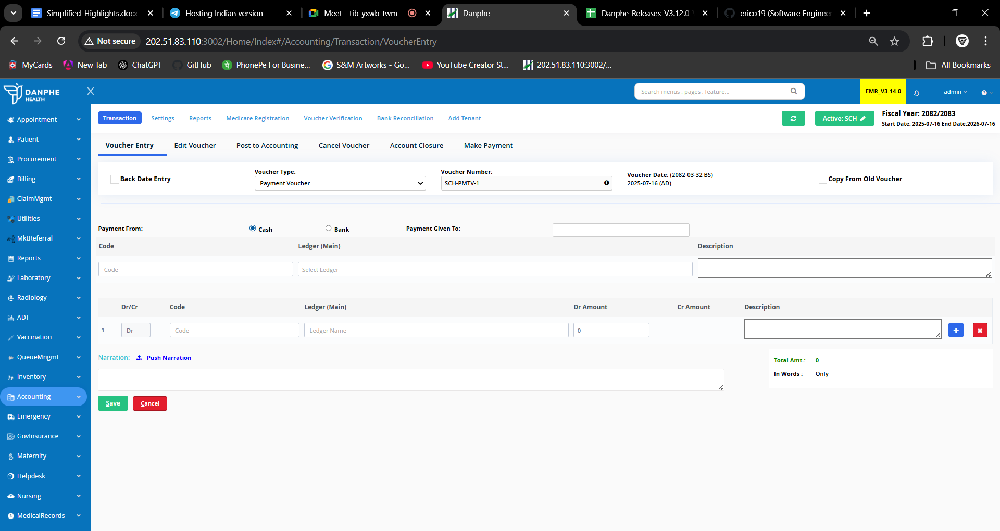 Simplified_Highlights.docx
Hosting Indian version
Meet - tib-yxwb-twm
Danphe
Danphe_Releases_V3.12.0-
erico19 (Software Engineer
Not secure
202.51.83.110:3002/Home/Index#/Accounting/Transaction/VoucherEntry
MyCards
New Tab
ChatGPT
GitHub
PhonePe For Busine...
S&M Artworks - Go...
YouTube Creator St...
202.51.83.110:3002/...
All Bookmarks
DANPHE
HEALTH
X
Search menus , pages , feature...
EMR_V3.14.0
admin
Appointment
Patient
Procurement
Billing
ClaimMgmt
Utilities
MktReferral
Reports
Laboratory
Radiology
ADT
Vaccination
QueueMngmt
Inventory
Accounting
Emergency
GovInsurance
Maternity
Helpdesk
Nursing
MedicalRecords
Transaction
Settings
Reports
Medicare Registration
Voucher Verification
Bank Reconciliation
Add Tenant
Active: SCH
Fiscal Year: 2082/2083
Start Date: 2025-07-16 End Date:2026-07-16
Voucher Entry
Edit Voucher
Post to Accounting
Cancel Voucher
Account Closure
Make Payment
Back Date Entry
Voucher Type:
Payment Voucher
Voucher Number:
SCH-PMTV-1
Voucher Date: (2082-03-32 BS)
2025-07-16 (AD)
Copy From Old Voucher
Payment From:
Cash
Bank
Payment Given To:
Code
Ledger (Main)
Description
Code
Select Ledger
Dr/Cr
Code
Ledger (Main)
Dr Amount
Cr Amount
Description
1
Dr
Code
Ledger Name
0
Narration:
Push Narration
Total Amt.: 0
In Words : Only
Save
Cancel